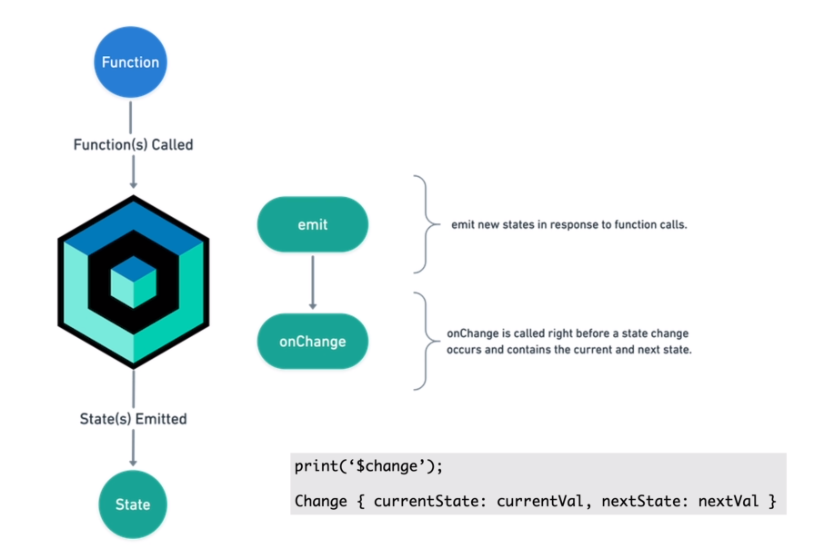 Function
Function(s) Called
emit
emit new states in response to function calls.
onChange
onChange is called right before a state change
occurs and contains the current and next state.
State(s) Emitted
State
print(‘$change’);
Change { currentState: currentVal, nextState: nextVal }